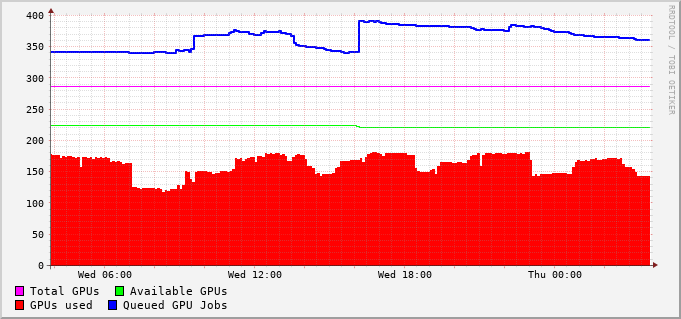 400
350
300
250
200
150
100
50
0
Wed 06:00 Wed 12:00 Wed 18:00 Thu 00:00
Total GPUs Available GPUs
GPUs used Queued GPU Jobs
RRDTOOL / TOBI OETIKER